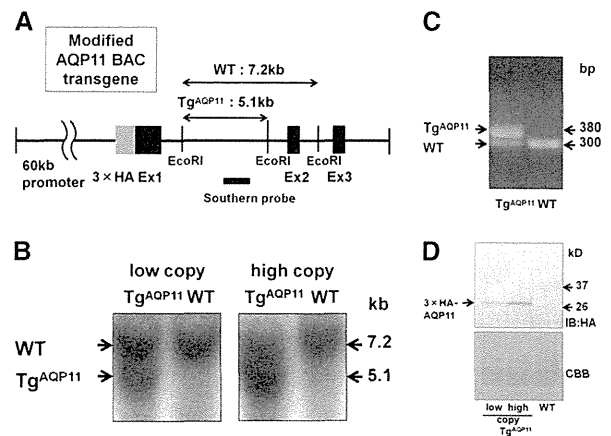 A
Modified
AQP11 BAC
transgene
WT : 7.2kb
Tg^AQP11 : 5.1kb
EcoRI EcoRI EcoRI
60kb
promoter
3×HA Ex1 Ex2 Ex3
Southern probe
B
low copy high copy
Tg^AQP11 WT Tg^AQP11 WT kb
WT 7.2
Tg^AQP11 5.1
C
bp
Tg^AQP11 380
WT 300
Tg^AQP11 WT
D
kD
37
3×HA-
AQP11
26
IB:HA
CBB
low high WT
copy
Tg^AQP11